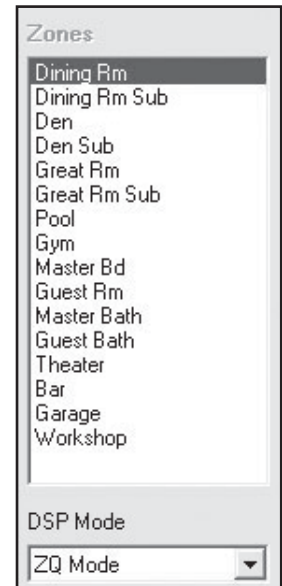 Zones
Dining Rm
Dining Rm Sub
Den
Den Sub
Great Rm
Great Rm Sub
Pool
Gym
Master Bd
Guest Rm
Master Bath
Guest Bath
Theater
Bar
Garage
Workshop
DSP Mode
ZQ Mode